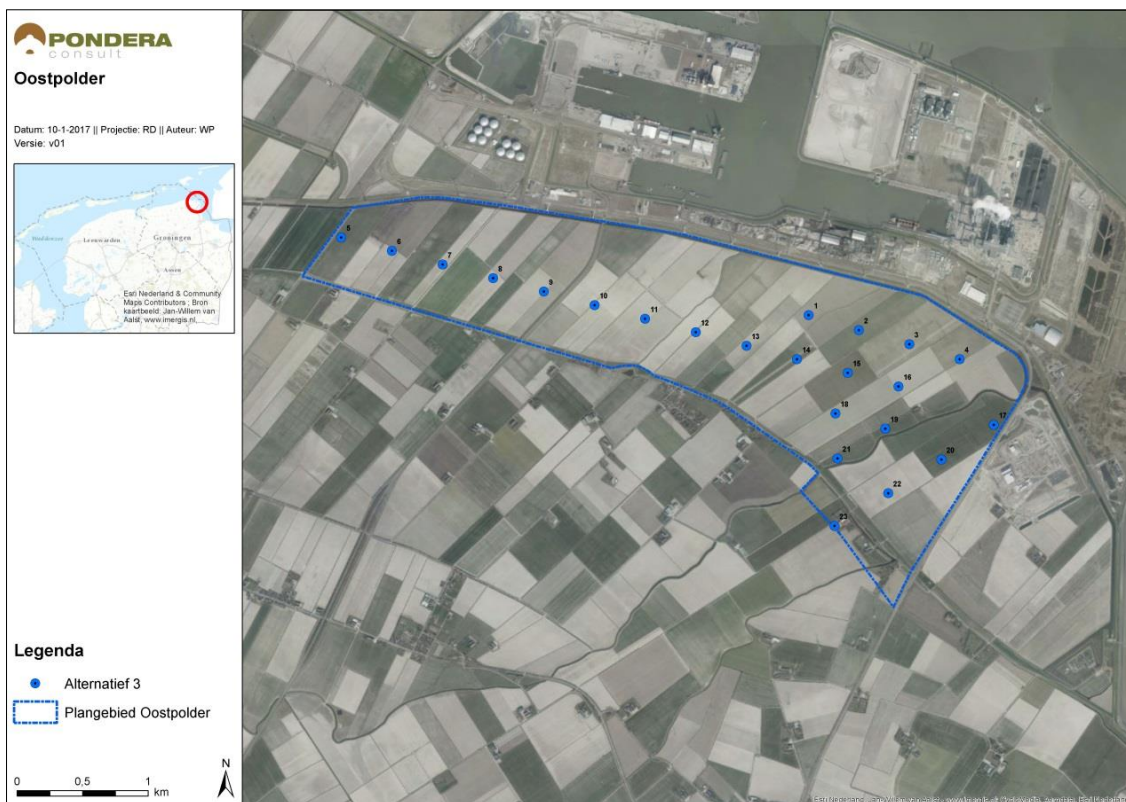 PONDERA
consult
Oostpolder
Datum: 10-1-2017 || Projectie: RD || Auteur: WP
Versie: v01
Leeuwarden
Groningen
Assen
Esri Nederland & Community
Maps Contributors ; Bron
kaartbeeld: Jan-Willem van
Aalst, www.imergis.nl,
5
6
7
8
9
10
11
12
13
1
2
3
4
14
15
16
17
18
19
20
21
22
23
Legenda
Alternatief 3
Plangebied Oostpolder
N
0 0,5 1
km